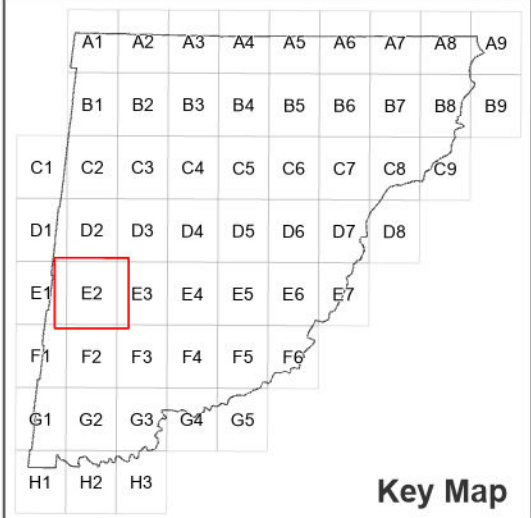 A1 A2 A3 A4 A5 A6 A7 A8 A9
B1 B2 B3 B4 B5 B6 B7 B8 B9
C1 C2 C3 C4 C5 C6 C7 C8 C9
D1 D2 D3 D4 D5 D6 D7 D8
E1 E2 E3 E4 E5 E6 E7
F1 F2 F3 F4 F5 F6
G1 G2 G3 G4 G5
H1 H2 H3
Key Map